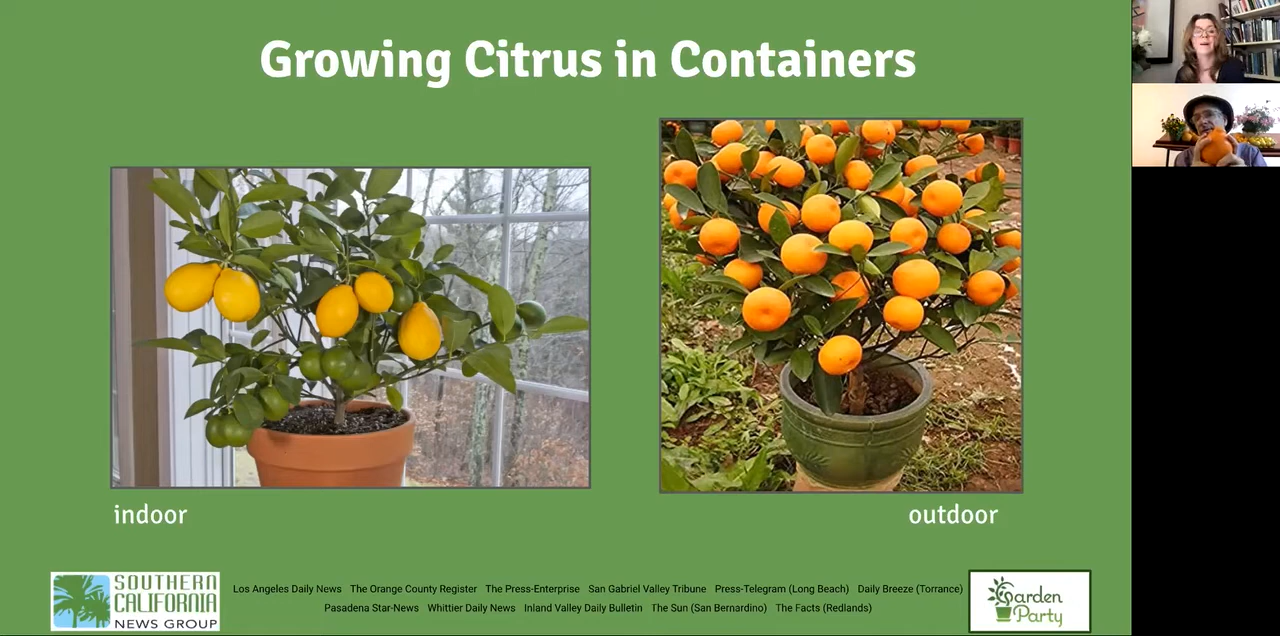 Growing Citrus in Containers
indoor
outdoor
SOUTHERN
CALIFORNIA
NEWS GROUP
Los Angeles Daily News The Orange County Register The Press-Enterprise San Gabriel Valley Tribune Press-Telegram (Long Beach) Daily Breeze (Torrance)
Pasadena Star-News Whittier Daily News Inland Valley Daily Bulletin The Sun (San Bernardino) The Facts (Redlands)
Garden
Party